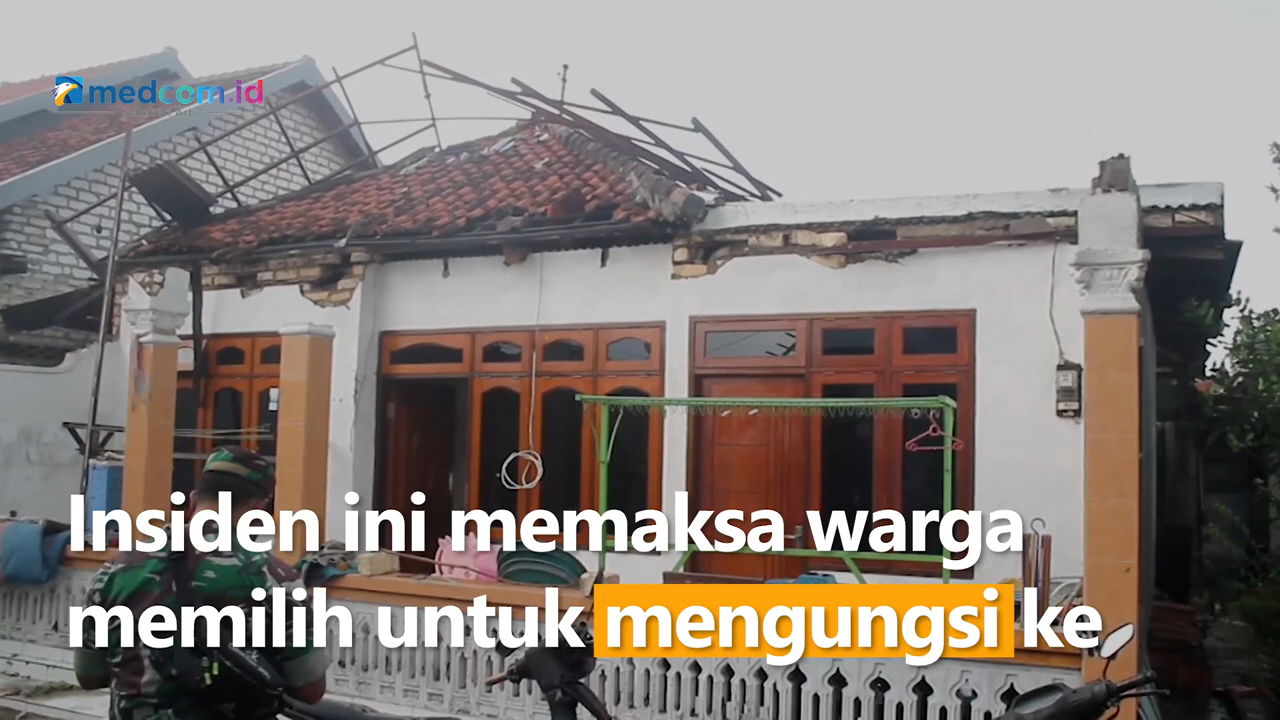 medcom.id
Insiden ini memaksa warga
memilih untuk mengungsi ke